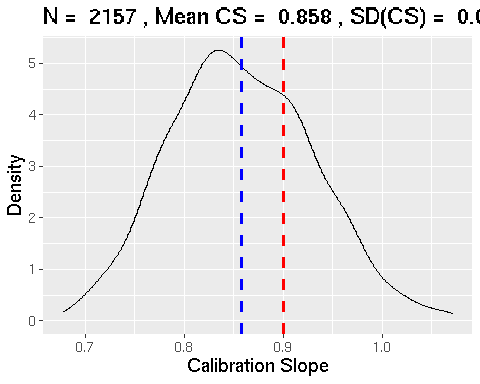 N = 2157 , Mean CS = 0.858 , SD(CS) = 0.0
5
4
3
2
1
0
Density
0.7 0.8 0.9 1.0
Calibration Slope